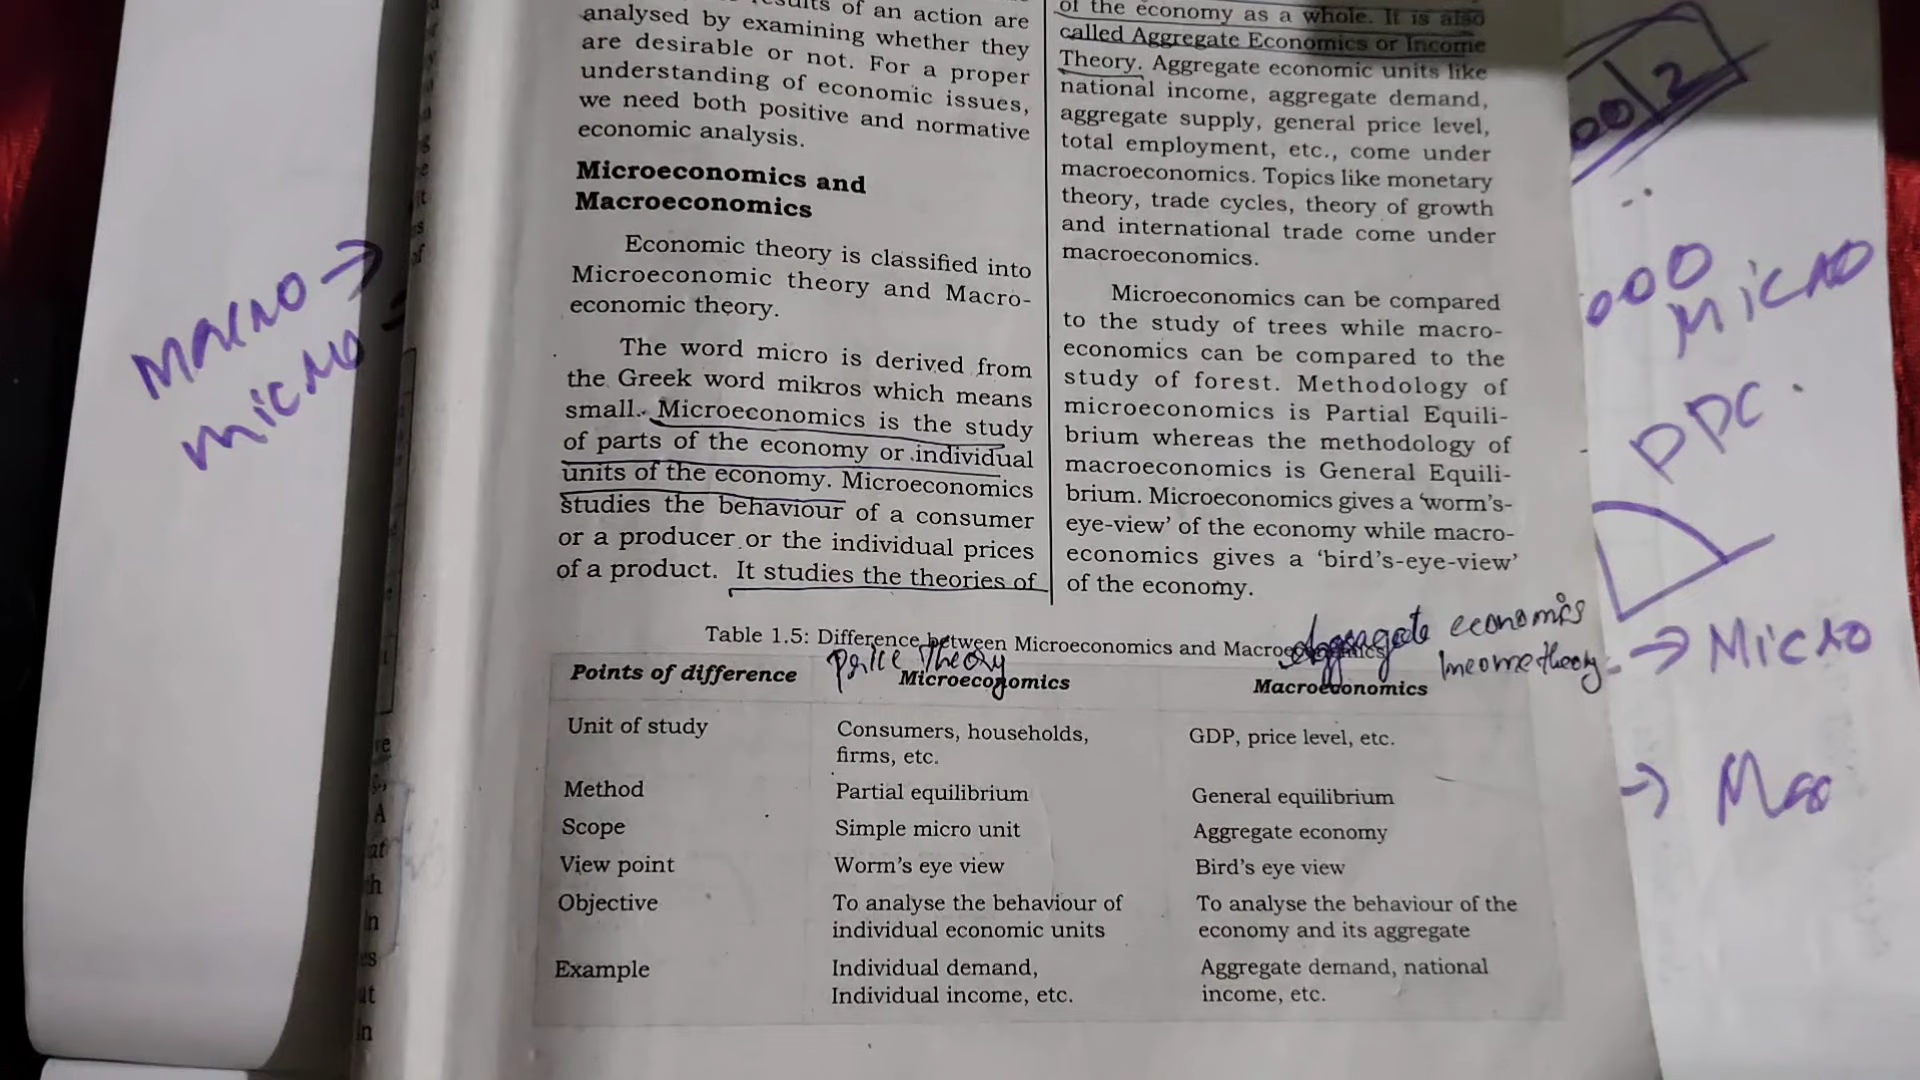 results of an action are
analysed by examining whether they
are desirable or not. For a proper
understanding of economic issues,
we need both positive and normative
economic analysis.
Microeconomics and
Macroeconomics
Economic theory is classified into
Microeconomic theory and Macro-
economic theory.
The word micro is derived from
the Greek word mikros which means
small. Microeconomics is the study
of parts of the economy or individual
units of the economy. Microeconomics
studies the behaviour of a consumer
or a producer or the individual prices
of a product. It studies the theories of
of the economy as a whole. It is also
called Aggregate Economics or Income
Theory. Aggregate economic units like
national income, aggregate demand,
aggregate supply, general price level,
total employment, etc., come under
macroeconomics. Topics like monetary
theory, trade cycles, theory of growth
and international trade come under
macroeconomics.
Microeconomics can be compared
to the study of trees while macro-
economics can be compared to the
study of forest. Methodology of
microeconomics is Partial Equili-
brium whereas the methodology of
macroeconomics is General Equili-
brium. Microeconomics gives a ‘worm’s-
eye-view’ of the economy while macro-
economics gives a ‘bird’s-eye-view’
of the economy.
Table 1.5: Difference between Microeconomics and Macroeconomics
Price Theory
Aggragate economics
Income theory
Points of difference Microeconomics Macroeconomics
Unit of study Consumers, households, GDP, price level, etc.
firms, etc.
Method Partial equilibrium General equilibrium
Scope Simple micro unit Aggregate economy
View point Worm’s eye view Bird’s eye view
Objective To analyse the behaviour of To analyse the behaviour of the
individual economic units economy and its aggregate
Example Individual demand, Aggregate demand, national
Individual income, etc. income, etc.
Macro →
Micro
00/2
000
Micro
PPC.
→ Micro
→